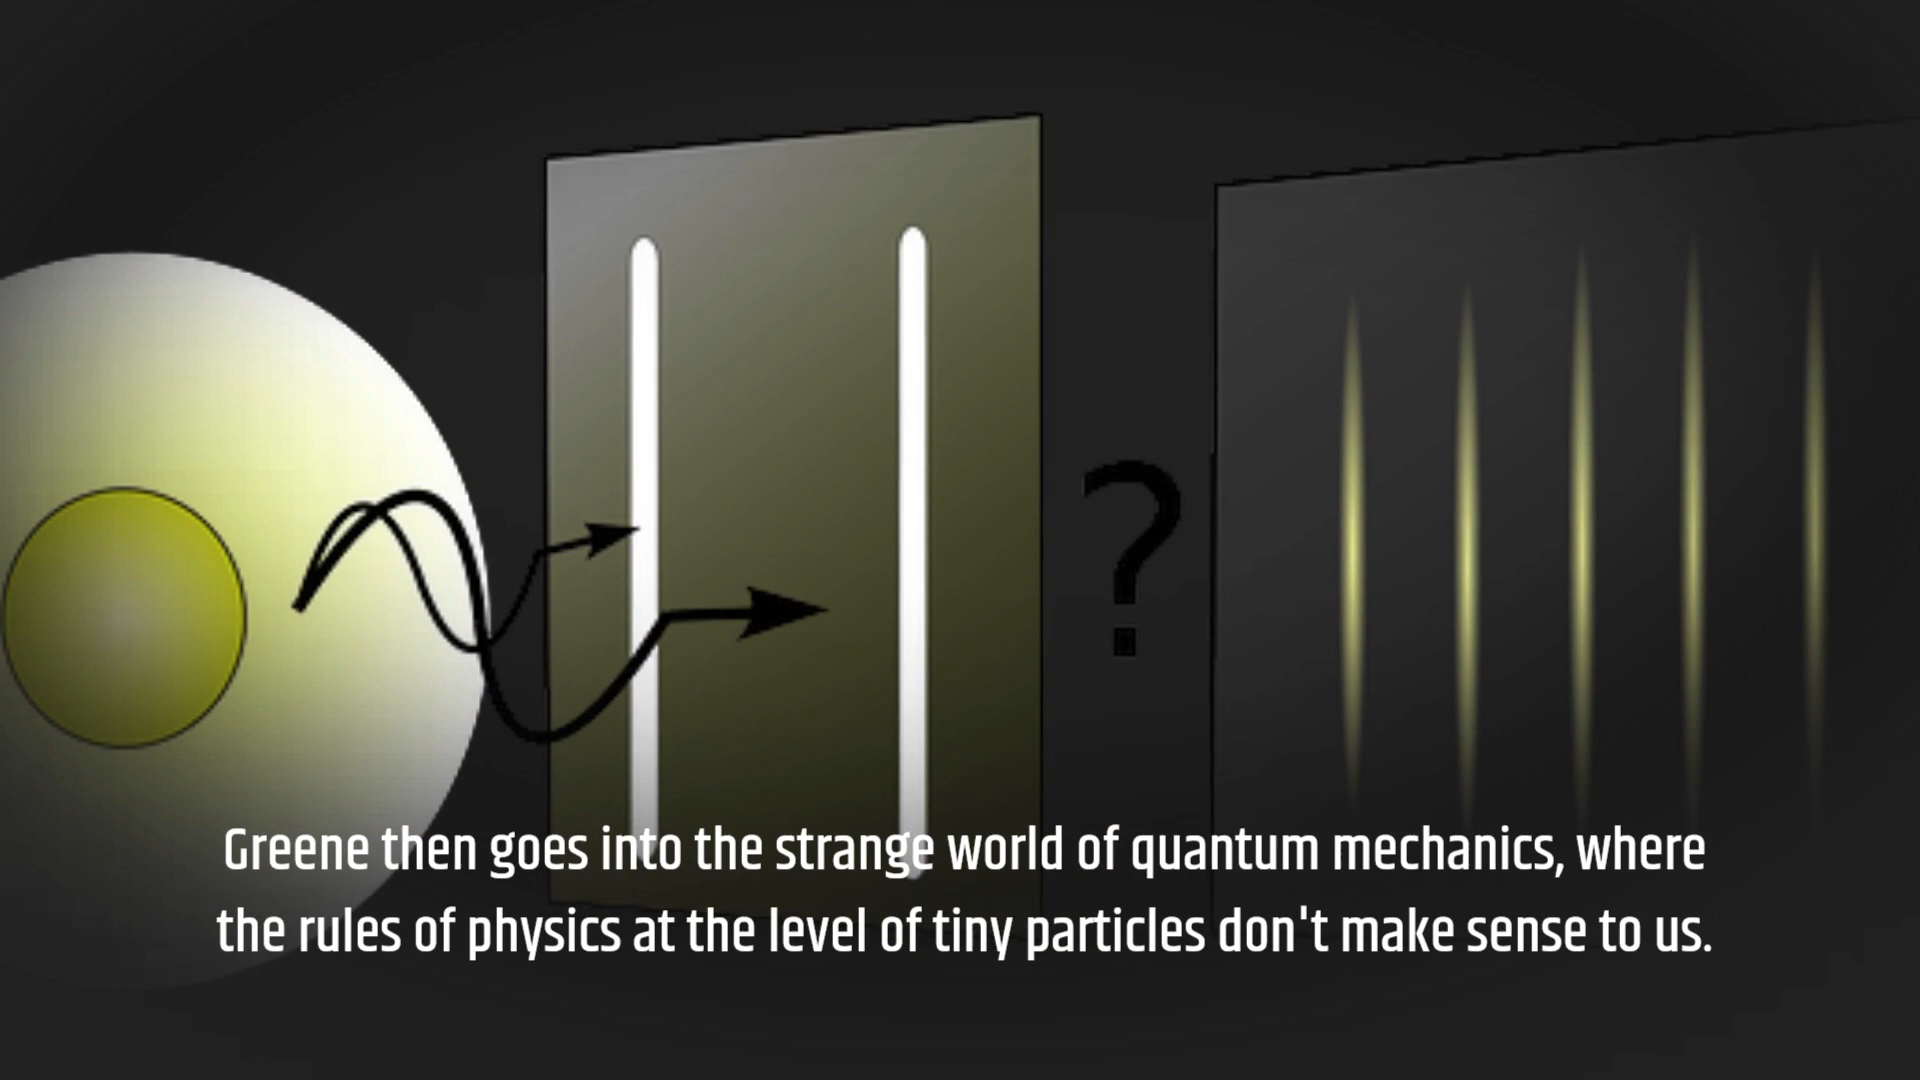 ?
Greene then goes into the strange world of quantum mechanics, where
the rules of physics at the level of tiny particles don't make sense to us.